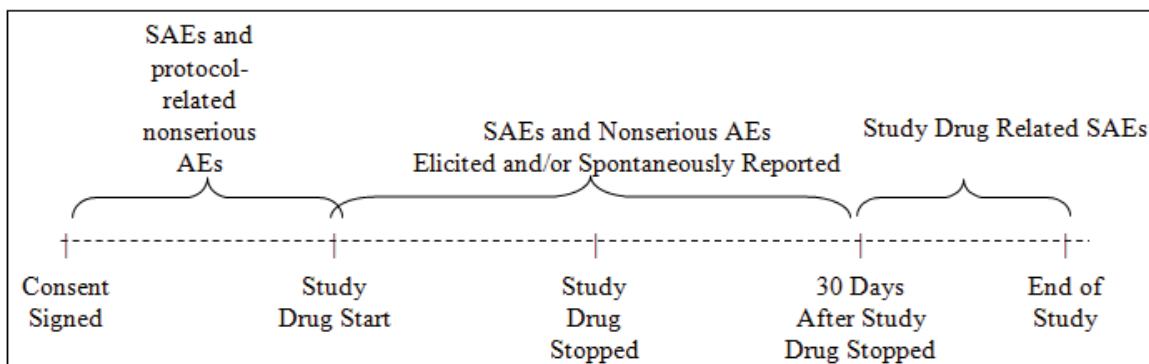 SAEs and
protocol-
related
nonserious
AEs
SAEs and Nonserious AEs
Elicited and/or Spontaneously Reported
Study Drug Related SAEs
Consent
Signed
Study
Drug Start
Study
Drug
Stopped
30 Days
After Study
Drug Stopped
End of
Study